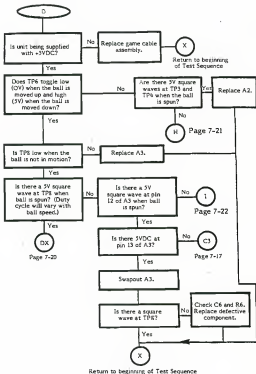 D
Is unit being supplied
with +5VDC?
No
Replace game cable
assembly.
X
Return to beginning
of Test Sequence
Yes
Does TP6 toggle low
(OV) when the ball is
moved up and high
(5V) when the ball is
moved down?
No
Are there 5V square
waves at TP3 and
TP4 when the ball
is spun?
Yes
Replace A2.
No
H
Page 7-21
Yes
Is TP8 low when the
ball is not in motion?
No
Replace A3.
Yes
Is there a 5V square
wave at TP8 when
ball is spun? (Duty
cycle will vary with
ball speed.)
No
Is there a 5V
square wave at pin
12 of A3 when ball
is spun?
No
I
Page 7-22
Yes
DX
Page 7-20
Yes
Is there 5VDC at
pin 13 of A3?
No
C3
Page 7-17
Yes
Swapout A3.
Is there a square
wave at TP8?
No
Check C6 and R6.
Replace defective
component.
Yes
X
Return to beginning of Test Sequence